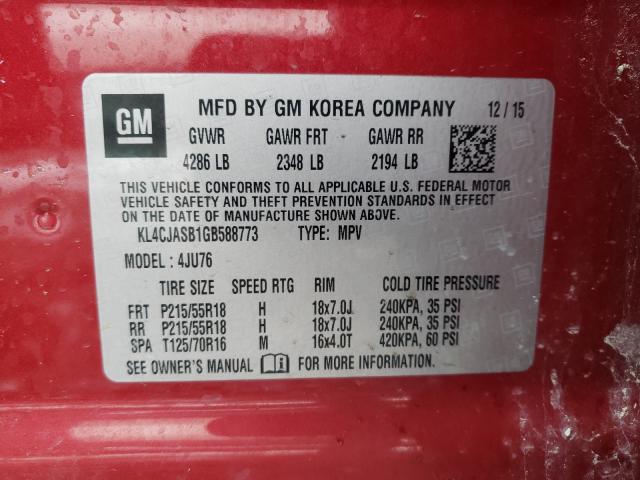 GM MFD BY GM KOREA COMPANY 12/15
GVWR GAWR FRT GAWR RR
4286 LB 2348 LB 2194 LB
THIS VEHICLE CONFORMS TO ALL APPLICABLE U.S. FEDERAL MOTOR
VEHICLE SAFETY AND THEFT PREVENTION STANDARDS IN EFFECT ON
THE DATE OF MANUFACTURE SHOWN ABOVE.
KL4CJASB1GB588773 TYPE: MPV
MODEL: 4JU76
TIRE SIZE SPEED RTG RIM COLD TIRE PRESSURE
FRT P215/55R18 H 18x7.0J 240KPA, 35 PSI
RR P215/55R18 H 18x7.0J 240KPA, 35 PSI
SPA T125/70R16 M 16x4.0T 420KPA, 60 PSI
SEE OWNER'S MANUAL FOR MORE INFORMATION.